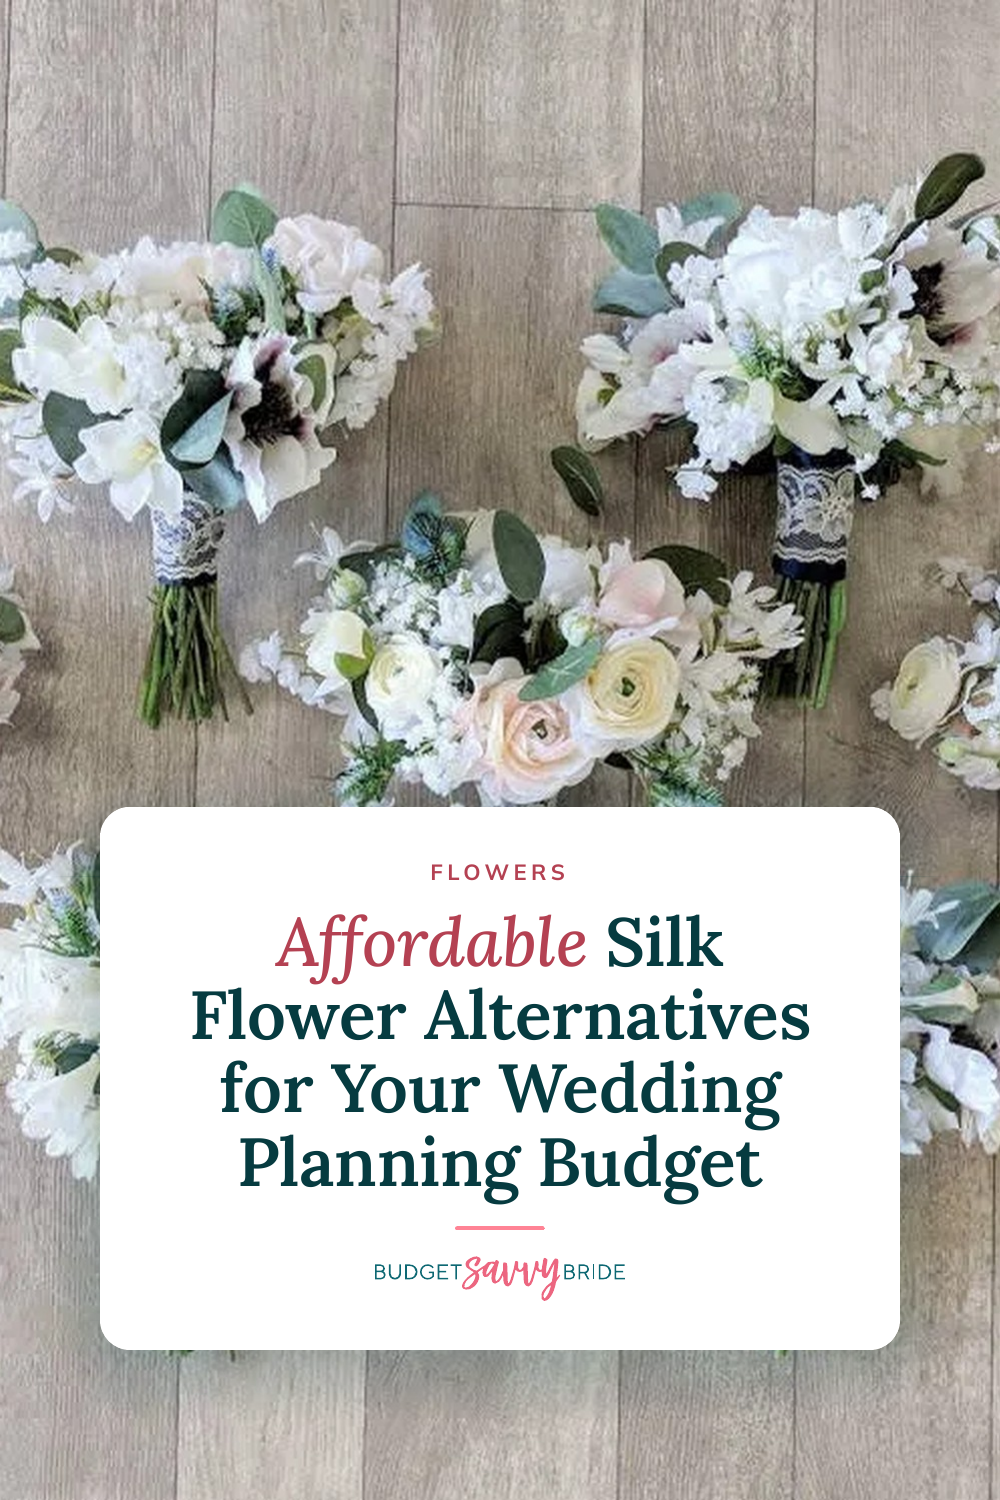 FLOWERS
Affordable Silk
Flower Alternatives
for Your Wedding
Planning Budget
BUDGET savvy BRIDE